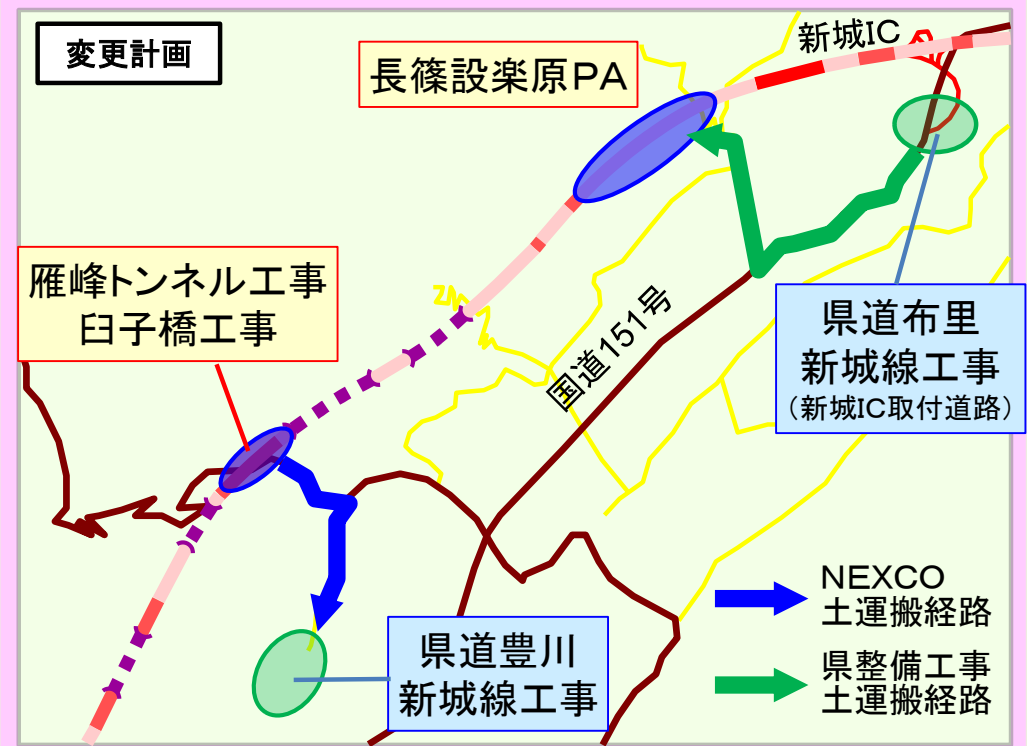 変更計画
新城IC
長篠設楽原PA
雁峰トンネル工事
臼子橋工事
国道151号
県道布里
新城線工事
（新城IC取付道路）
県道豊川
新城線工事
NEXCO
土運搬経路
県整備工事
土運搬経路